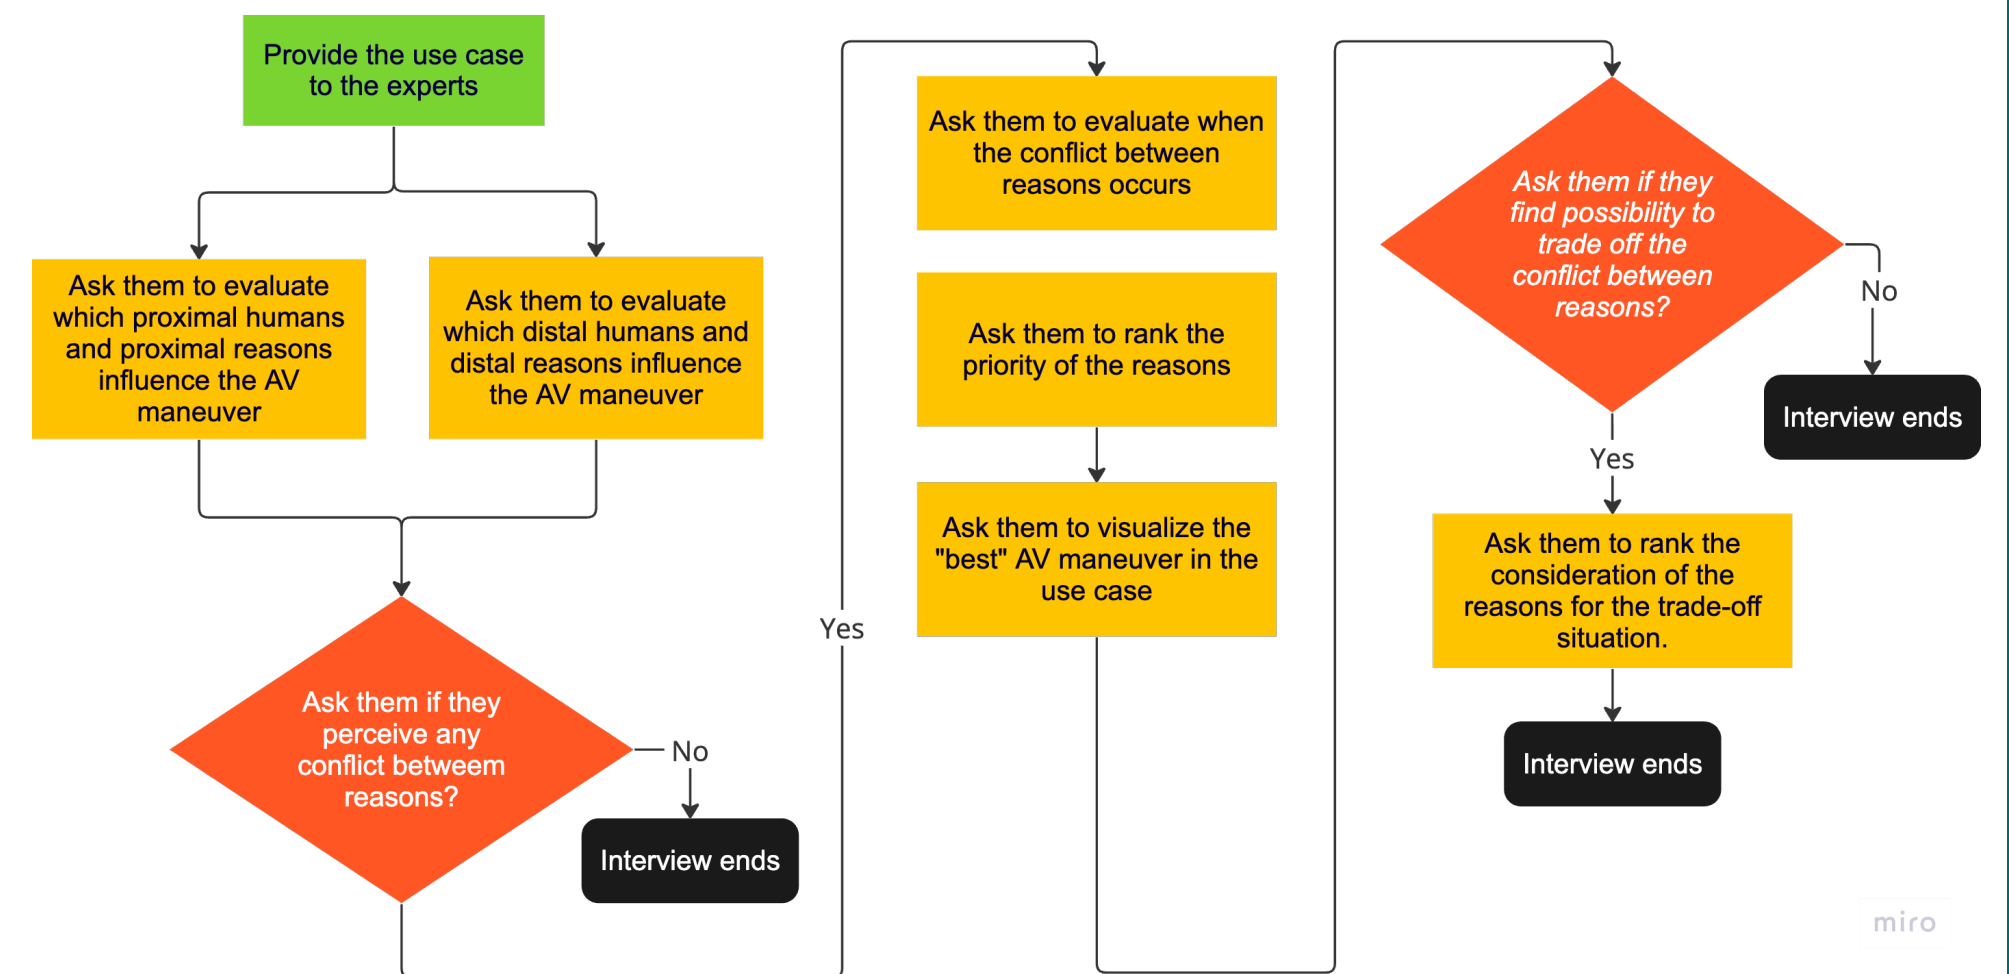 Provide the use case
to the experts
Ask them to evaluate
which proximal humans
and proximal reasons
influence the AV
maneuver
Ask them to evaluate
which distal humans and
distal reasons influence
the AV maneuver
Ask them if they
perceive any
conflict betweem
reasons?
No
Interview ends
Yes
Ask them to evaluate when
the conflict between
reasons occurs
Ask them to rank the
priority of the reasons
Ask them to visualize the
"best" AV maneuver in the
use case
Ask them if they
find possibility to
trade off the
conflict between
reasons?
No
Interview ends
Yes
Ask them to rank the
consideration of the
reasons for the trade-off
situation.
Interview ends
miro